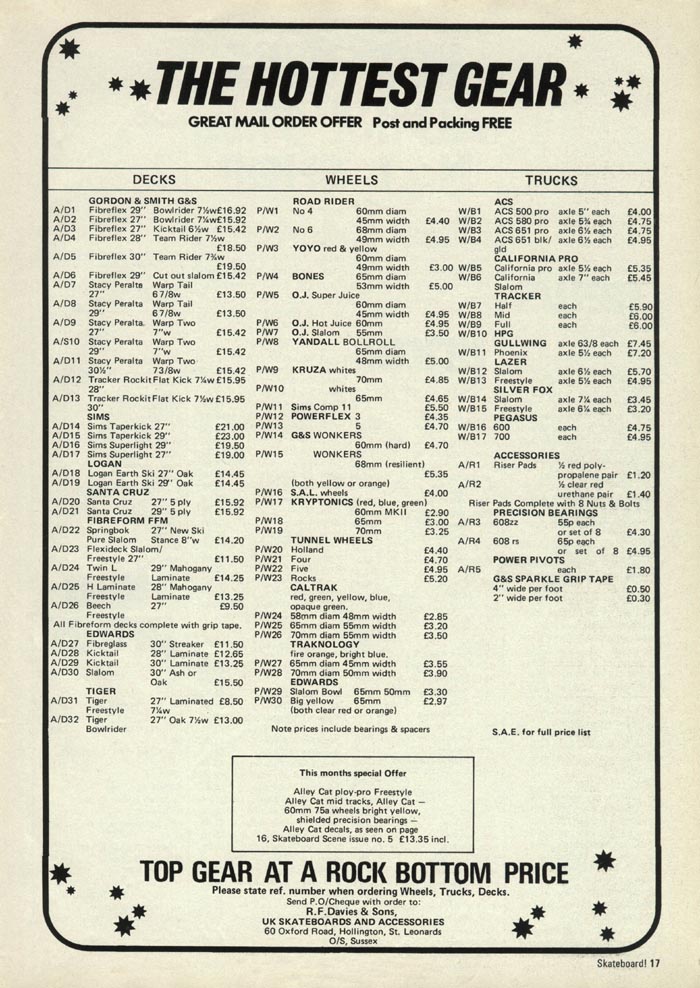 THE HOTTEST GEAR
GREAT MAIL ORDER OFFER Post and Packing FREE
DECKS
GORDON & SMITH G&S
A/D1 Fibreflex 29" Bowlrider 7½w £16.92
A/D2 Fibreflex 27" Bowlrider 7¼w £15.92
A/D3 Fibreflex 27" Kicktail 6½w £15.42
A/D4 Fibreflex 28" Team Rider 7½w
£18.50
A/D5 Fibreflex 30" Team Rider 7¾w
£19.50
A/D6 Fibreflex 29" Cut out slalom £15.42
A/D7 Stacy Peralta Warp Tail
27" 67/8w £13.50
A/D8 Stacy Peralta Warp Tail
29" 67/8w £13.50
A/D9 Stacy Peralta. Warp Two
27" 7"w £15.42
A/S10 Stacy Peralta Warp Two
29" 7"w £15.42
A/D11 Stacy Peralta Warp Two
30½" 73/8w £15.42
A/D12 Tracker Rockit Flat Kick 7¼w £15.95
28"
A/D13 Tracker Rockit Flat Kick 7½w £15.95
30"
SIMS
A/D14 Sims Taperkick 27" £21.00
A/D15 Sims Taperkick 29" £23.00
A/D16 Sims Superlight 29" £19.50
A/D17 Sims Superlight 27" £19.00
LOGAN
A/D18 Logan Earth Ski 27" Oak £14.45
A/D19 Logan Earth Ski 29" Oak £14.45
SANTA CRUZ
A/D20 Santa Cruz 27" 5 ply £15.92
A/D21 Santa Cruz 29" 5 ply £15.92
FIBREFORM FFM
A/D22 Springbok 27" New Ski
Pure Slalom Stance 8"w £14.20
A/D23 Flexideck Slalom/
Freestyle 27" £11.50
A/D24 Twin L 29" Mahogany
Freestyle Laminate £14.25
A/D25 H Laminate 28" Mahogany
Freestyle Laminate £13.25
A/D26 Beech 27" £9.50
Freestyle
All Fibreform decks complete with grip tape.
EDWARDS
A/D27 Fibreglass 30" Streaker £11.50
A/D28 Kicktail 28" Laminate £12.65
A/D29 Kicktail 30" Laminate £13.25
A/D30 Slalom 30" Ash or
Oak £15.50
TIGER
A/D31 Tiger 27" Laminated £8.50
Freestyle 7¼w
A/D32 Tiger 27" Oak 7½w £13.00
Bowlrider
WHEELS
ROAD RIDER
P/W1 No 4 60mm diam
45mm width £4.40
P/W2 No 6 68mm diam
49mm width £4.95
P/W3 YOYO red & yellow
60mm diam
49mm width £3.00
P/W4 BONES 65mm diam
53mm width £5.00
P/W5 O.J. Super Juice
60mm diam
45mm width £4.95
P/W6 O.J. Hot Juice 60mm £4.95
P/W7 O.J. Slalom 55mm £3.50
P/W8 YANDALL BOLLROLL
65mm diam
48mm width £5.00
P/W9 KRUZA whites
70mm £4.85
P/W10 whites
65mm £4.65
P/W11 Sims Comp 11 £5.50
P/W12 POWERFLEX 3 £4.35
P/W13 5 £4.70
P/W14 G&S WONKERS
60mm (hard) £4.70
P/W15 WONKERS
68mm (resilient)
£5.35
(both yellow or orange)
P/W16 S.A.L. wheels £4.00
P/W17 KRYPTONICS (red, blue, green)
60mm MKII £2.90
P/W18 65mm £3.00
P/W19 70mm £3.25
TUNNEL WHEELS
P/W20 Holland £4.40
P/W21 Four £4.70
P/W22 Five £4.95
P/W23 Rocks £5.20
CALTRAK
red, green, yellow, blue,
opaque green.
P/W24 58mm diam 48mm width £2.85
P/W25 65mm diam 55mm width £3.20
P/W26 70mm diam 55mm width £3.50
TRAKNOLOGY
fire orange, bright blue.
P/W27 65mm diam 45mm width £3.55
P/W28 70mm diam 50mm width £3.90
EDWARDS
P/W29 Slalom Bowl 65mm 50mm £3.30
P/W30 Big yellow 65mm £2.97
(both clear red or orange)
Note prices include bearings & spacers
TRUCKS
ACS
W/B1 ACS 500 pro axle 5" each £4.00
W/B2 ACS 580 pro axle 5¾ each £4.75
W/B3 ACS 651 pro axle 6½ each £4.75
W/B4 ACS 651 blk/ axle 6½ each £4.95
gld
CALIFORNIA PRO
W/B5 California pro axle 5½ each £5.35
W/B6 California axle 7" each £5.45
Slalom
TRACKER
W/B7 Half each £5.90
W/B8 Mid each £6.00
W/B9 Full each £6.00
W/B10 HPG
GULLWING axle 63/8 each £7.45
W/B11 Phoenix axle 5½ each £7.20
LAZER
W/B12 Slalom axle 6½ each £5.70
W/B13 Freestyle axle 5½ each £4.95
SILVER FOX
W/B14 Slalom axle 7¼ each £3.45
W/B15 Freestyle axle 6¼ each £3.20
PEGASUS
W/B16 600 each £4.75
W/B17 700 each £4.95
ACCESSORIES
A/R1 Riser Pads ½ red poly-
propalene pair £1.20
A/R2 ½ clear red
urethane pair £1.40
Riser Pads Complete with 8 Nuts & Bolts
PRECISION BEARINGS
A/R3 608zz 55p each
or set of 8 £4.30
A/R4 608 rs 65p each
or set of 8 £4.95
POWER PIVOTS
A/R5 each £1.80
G&S SPARKLE GRIP TAPE
4" wide per foot £0.50
2" wide per foot £0.30
S.A.E. for full price list
This months special Offer
Alley Cat ploy-pro Freestyle
Alley Cat mid tracks, Alley Cat —
60mm 75a wheels bright yellow,
shielded precision bearings —
Alley Cat decals, as seen on page
16, Skateboard Scene issue no. 5 £13.35 incl.
TOP GEAR AT A ROCK BOTTOM PRICE
Please state ref. number when ordering Wheels, Trucks, Decks.
Send P.O/Cheque with order to:
R.F.Davies & Sons,
UK SKATEBOARDS AND ACCESSORIES
60 Oxford Road, Hollington, St. Leonards
O/S, Sussex
Skateboard! 17